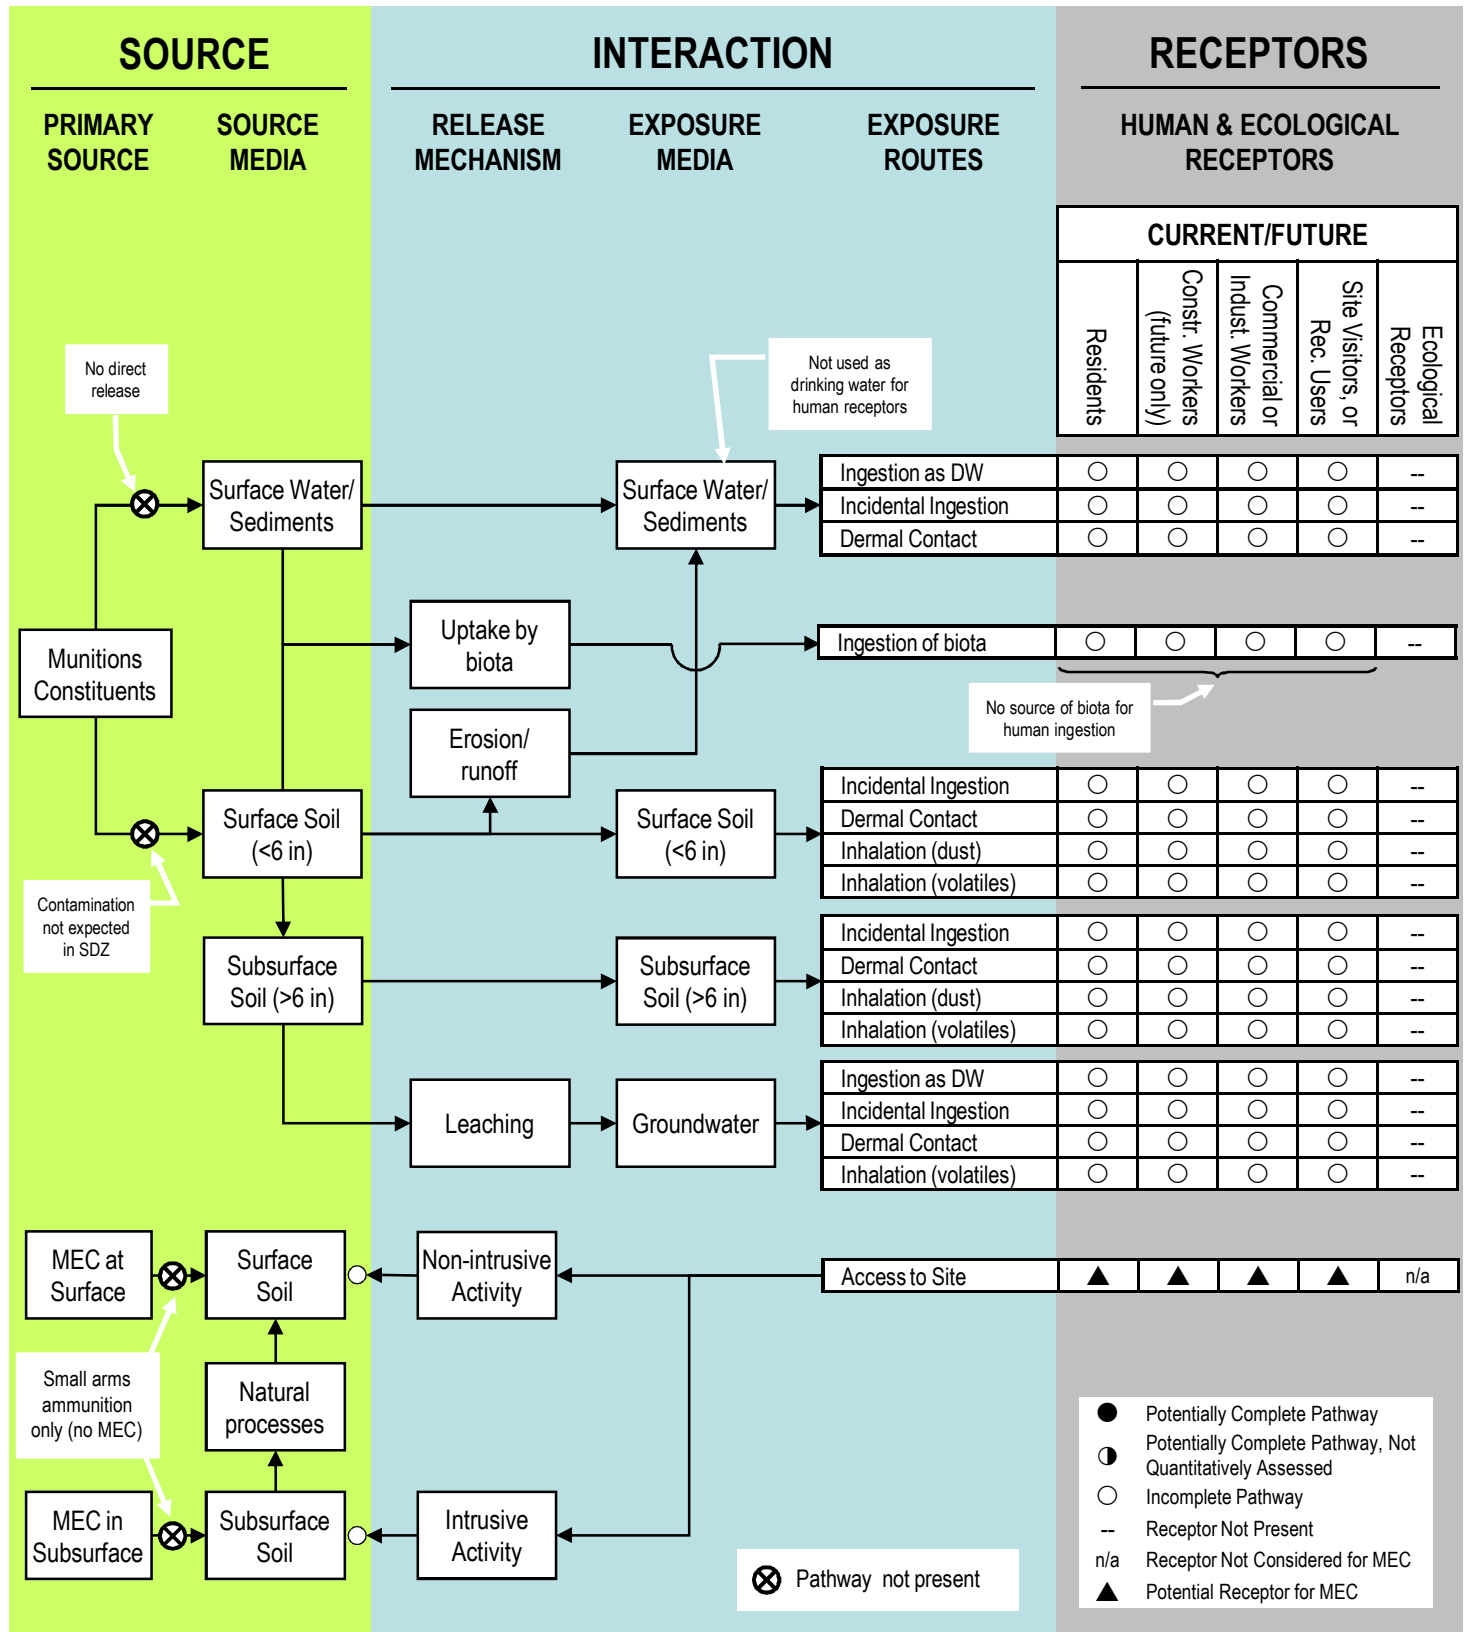 SOURCE
INTERACTION
RECEPTORS
PRIMARY
SOURCE
SOURCE
MEDIA
RELEASE
MECHANISM
EXPOSURE
MEDIA
EXPOSURE
ROUTES
HUMAN & ECOLOGICAL
RECEPTORS
CURRENT/FUTURE
Residents
Constr. Workers
(future only)
Commercial or
Indust. Workers
Site Visitors, or
Rec. Users
Ecological
Receptors
No direct
release
Not used as
drinking water for
human receptors
Surface Water/
Sediments
Surface Water/
Sediments
Ingestion as DW --
Incidental Ingestion --
Dermal Contact --
Munitions
Constituents
Uptake by
biota
Ingestion of biota --
No source of biota for
human ingestion
Erosion/
runoff
Surface Soil
(<6 in)
Surface Soil
(<6 in)
Incidental Ingestion --
Dermal Contact --
Inhalation (dust) --
Inhalation (volatiles) --
Contamination
not expected
in SDZ
Subsurface
Soil (>6 in)
Subsurface
Soil (>6 in)
Incidental Ingestion --
Dermal Contact --
Inhalation (dust) --
Inhalation (volatiles) --
Leaching
Groundwater
Ingestion as DW --
Incidental Ingestion --
Dermal Contact --
Inhalation (volatiles) --
MEC at
Surface
Surface
Soil
Non-intrusive
Activity
Access to Site n/a
Small arms
ammunition
only (no MEC)
Natural
processes
MEC in
Subsurface
Subsurface
Soil
Intrusive
Activity
Pathway not present
Potentially Complete Pathway
Potentially Complete Pathway, Not
Quantitatively Assessed
Incomplete Pathway
-- Receptor Not Present
n/a Receptor Not Considered for MEC
Potential Receptor for MEC